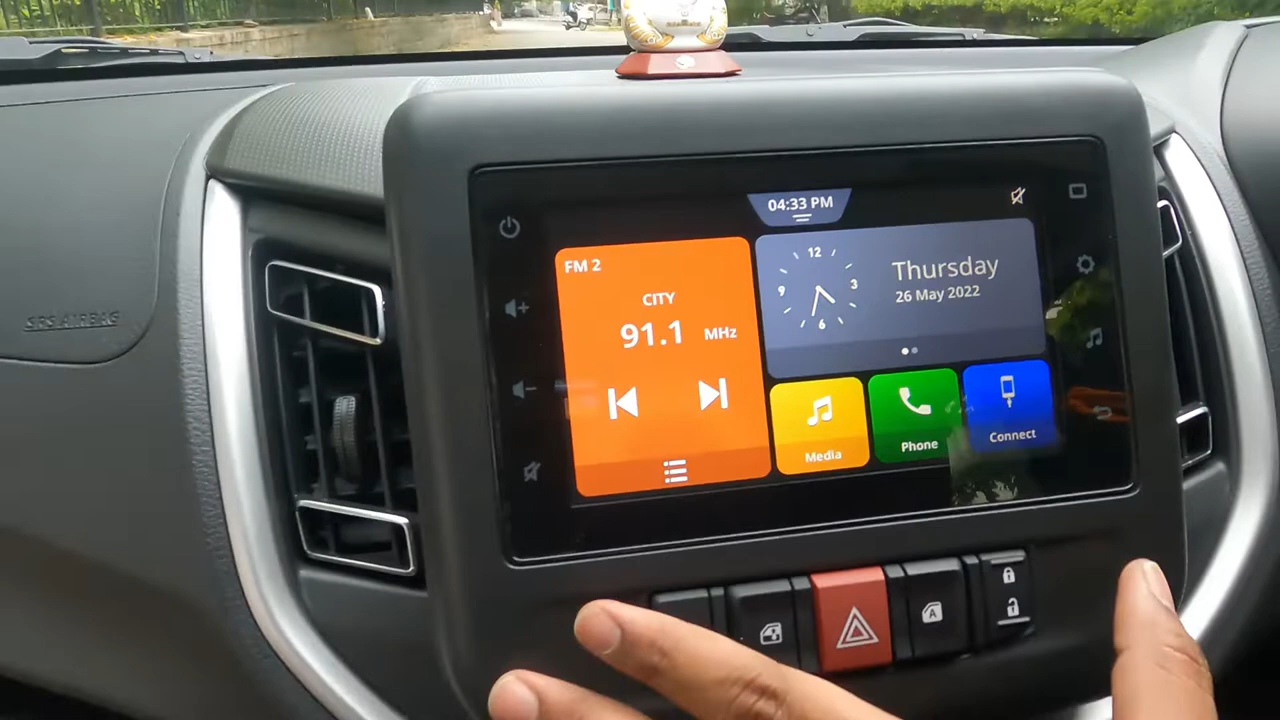 04:33 PM
FM 2
CITY
91.1 MHz
12
9
3
6
Thursday
26 May 2022
Media
Phone
Connect
SRS AIRBAG
A